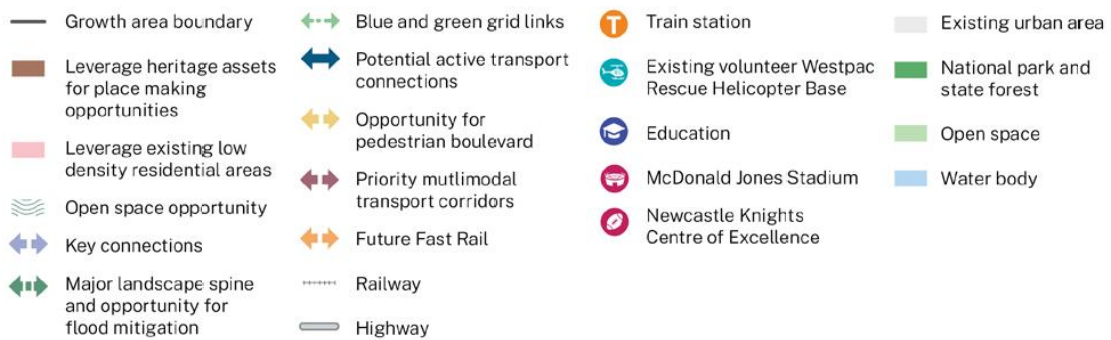 Growth area boundary
Leverage heritage assets
for place making
opportunities
Leverage existing low
density residential areas
Open space opportunity
Key connections
Major landscape spine
and opportunity for
flood mitigation
Blue and green grid links
Potential active transport
connections
Opportunity for
pedestrian boulevard
Priority mutlimodal
transport corridors
Future Fast Rail
Railway
Highway
T
Train station
Existing volunteer Westpac
Rescue Helicopter Base
Education
McDonald Jones Stadium
Newcastle Knights
Centre of Excellence
Existing urban area
National park and
state forest
Open space
Water body